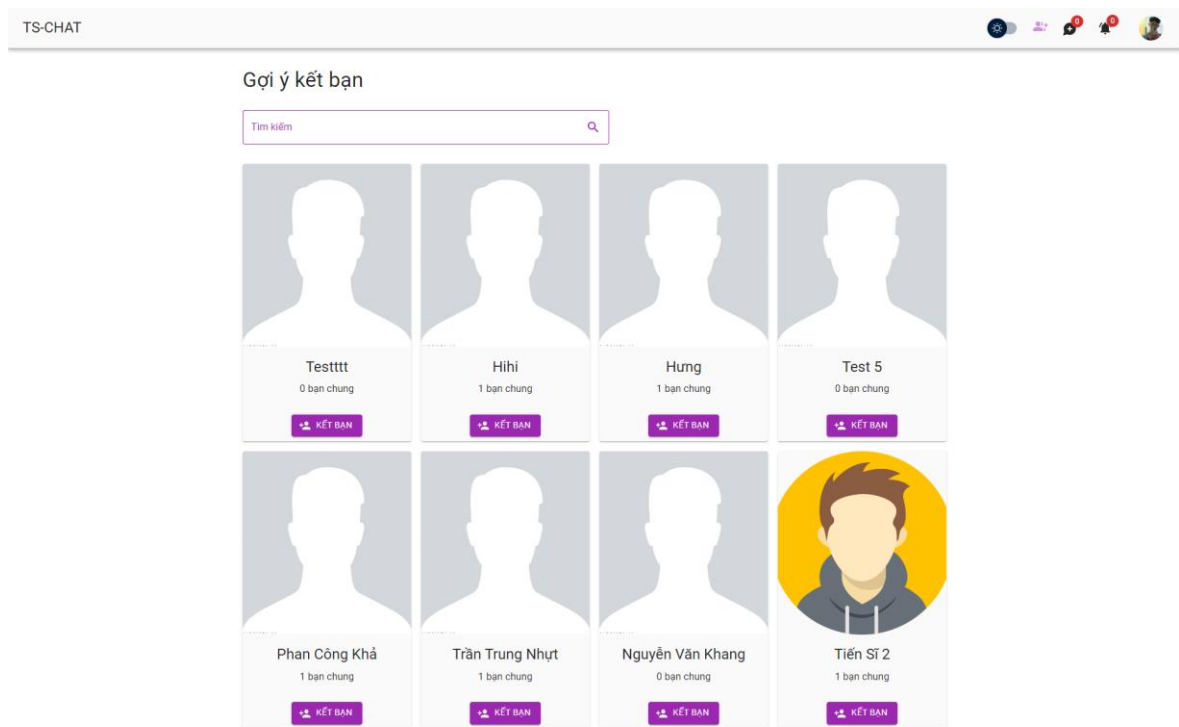 TS-CHAT
0
0
Gợi ý kết bạn
Tìm kiếm
Testttt
Hihi
Hưng
Test 5
0 bạn chung
1 bạn chung
1 bạn chung
0 bạn chung
KẾT BẠN
KẾT BẠN
KẾT BẠN
KẾT BẠN
Phan Công Khả
Trần Trung Nhựt
Nguyễn Văn Khang
Tiến Sĩ 2
1 bạn chung
1 bạn chung
0 bạn chung
1 bạn chung
KẾT BẠN
KẾT BẠN
KẾT BẠN
KẾT BẠN